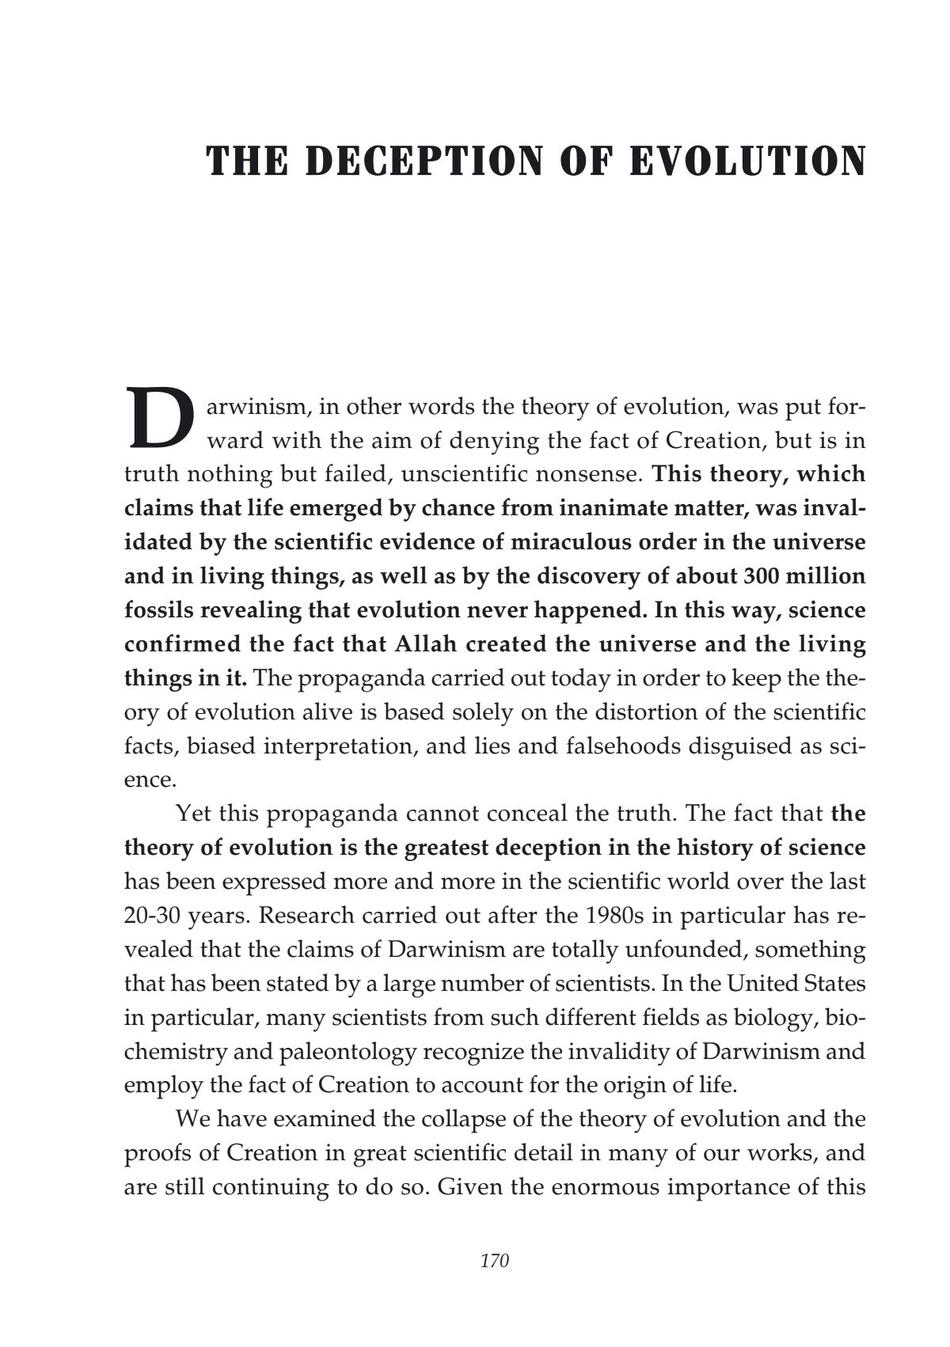 THE DECEPTION OF EVOLUTION
Darwinism, in other words the theory of evolution, was put for-
ward with the aim of denying the fact of Creation, but is in
truth nothing but failed, unscientific nonsense. This theory, which
claims that life emerged by chance from inanimate matter, was inval-
idated by the scientific evidence of miraculous order in the universe
and in living things, as well as by the discovery of about 300 million
fossils revealing that evolution never happened. In this way, science
confirmed the fact that Allah created the universe and the living
things in it. The propaganda carried out today in order to keep the the-
ory of evolution alive is based solely on the distortion of the scientific
facts, biased interpretation, and lies and falsehoods disguised as sci-
ence.
Yet this propaganda cannot conceal the truth. The fact that the
theory of evolution is the greatest deception in the history of science
has been expressed more and more in the scientific world over the last
20-30 years. Research carried out after the 1980s in particular has re-
vealed that the claims of Darwinism are totally unfounded, something
that has been stated by a large number of scientists. In the United States
in particular, many scientists from such different fields as biology, bio-
chemistry and paleontology recognize the invalidity of Darwinism and
employ the fact of Creation to account for the origin of life.
We have examined the collapse of the theory of evolution and the
proofs of Creation in great scientific detail in many of our works, and
are still continuing to do so. Given the enormous importance of this
170